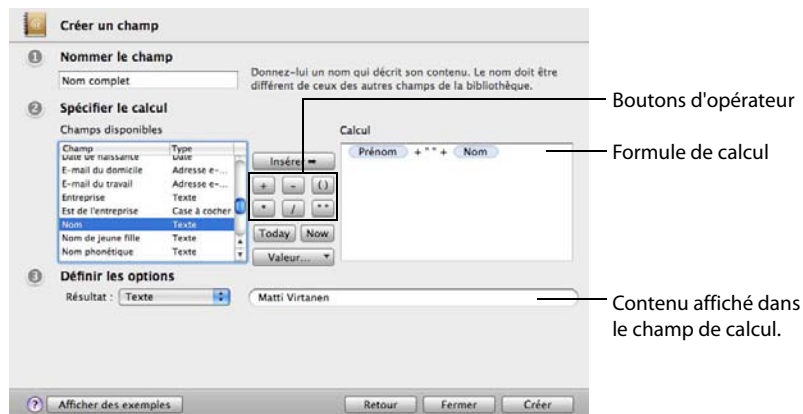 Créer un champ
Nommer le champ
Nom complet
Donnez-lui un nom qui décrit son contenu. Le nom doit être
différent de ceux des autres champs de la bibliothèque.
Spécifier le calcul
Champs disponibles
Calcul
Champ Type
Date de naissance Date
E-mail du domicile Adresse e-...
E-mail du travail Adresse e-...
Entreprise Texte
Est de l'entreprise Case à cocher
Nom Texte
Nom de jeune fille Texte
Nom phonétique Texte
Insérer ➡
+ - ()
* / " "
Today Now
Valeur...
Prénom + " " + Nom
Boutons d'opérateur
Formule de calcul
Définir les options
Résultat : Texte
Matti Virtanen
Contenu affiché dans
le champ de calcul.
? Afficher des exemples
Retour Fermer Créer